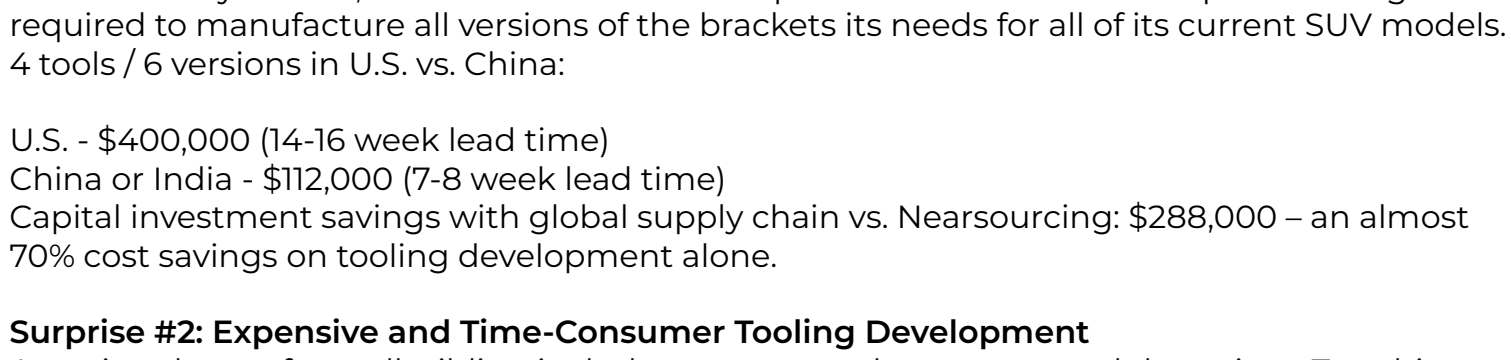 required to manufacture all versions of the brackets its needs for all of its current SUV models.
4 tools / 6 versions in U.S. vs. China:
U.S. - $400,000 (14-16 week lead time)
China or India - $112,000 (7-8 week lead time)
Capital investment savings with global supply chain vs. Nearsourcing: $288,000 – an almost
70% cost savings on tooling development alone.
Surprise #2: Expensive and Time-Consumer Tooling Development